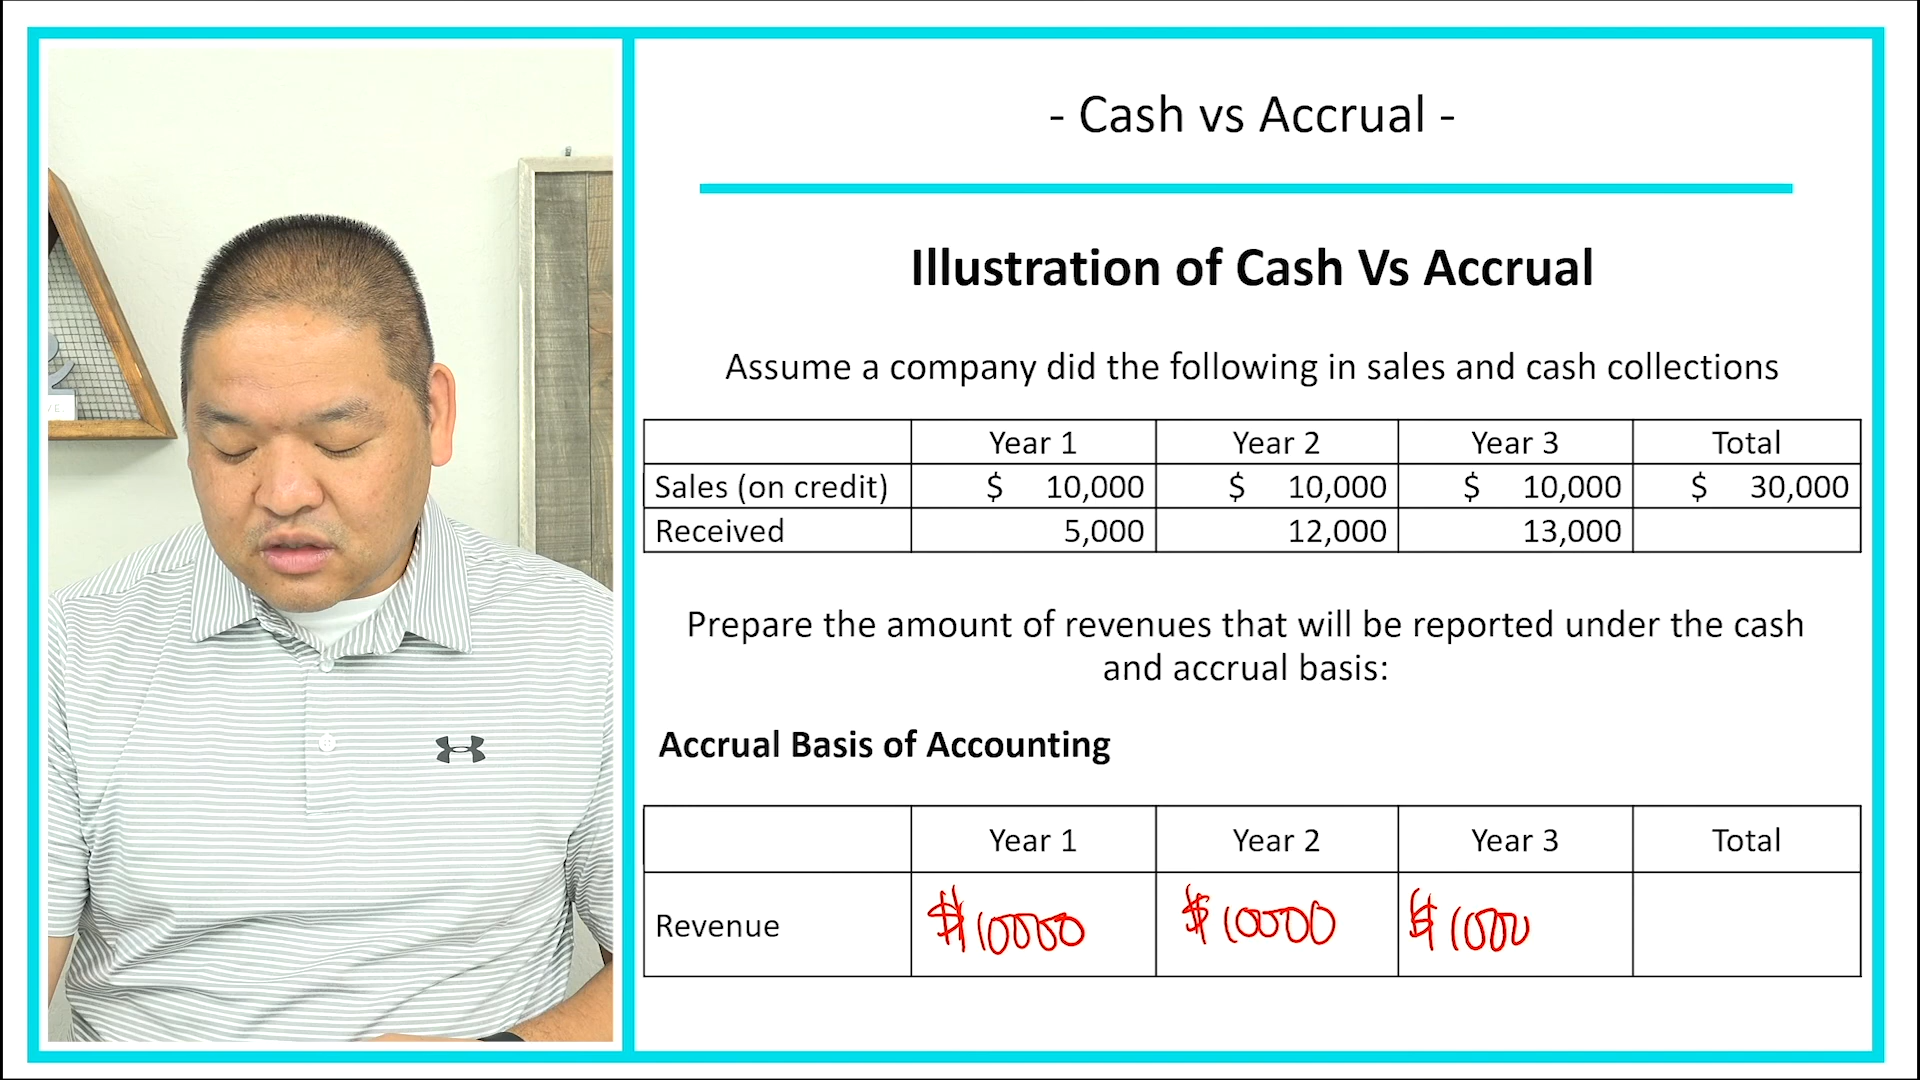 - Cash vs Accrual -
Illustration of Cash Vs Accrual
Assume a company did the following in sales and cash collections
Year 1 Year 2 Year 3 Total
Sales (on credit) $ 10,000 $ 10,000 $ 10,000 $ 30,000
Received 5,000 12,000 13,000
Prepare the amount of revenues that will be reported under the cash
and accrual basis:
Accrual Basis of Accounting
Year 1 Year 2 Year 3 Total
Revenue $10000 $10000 $1000